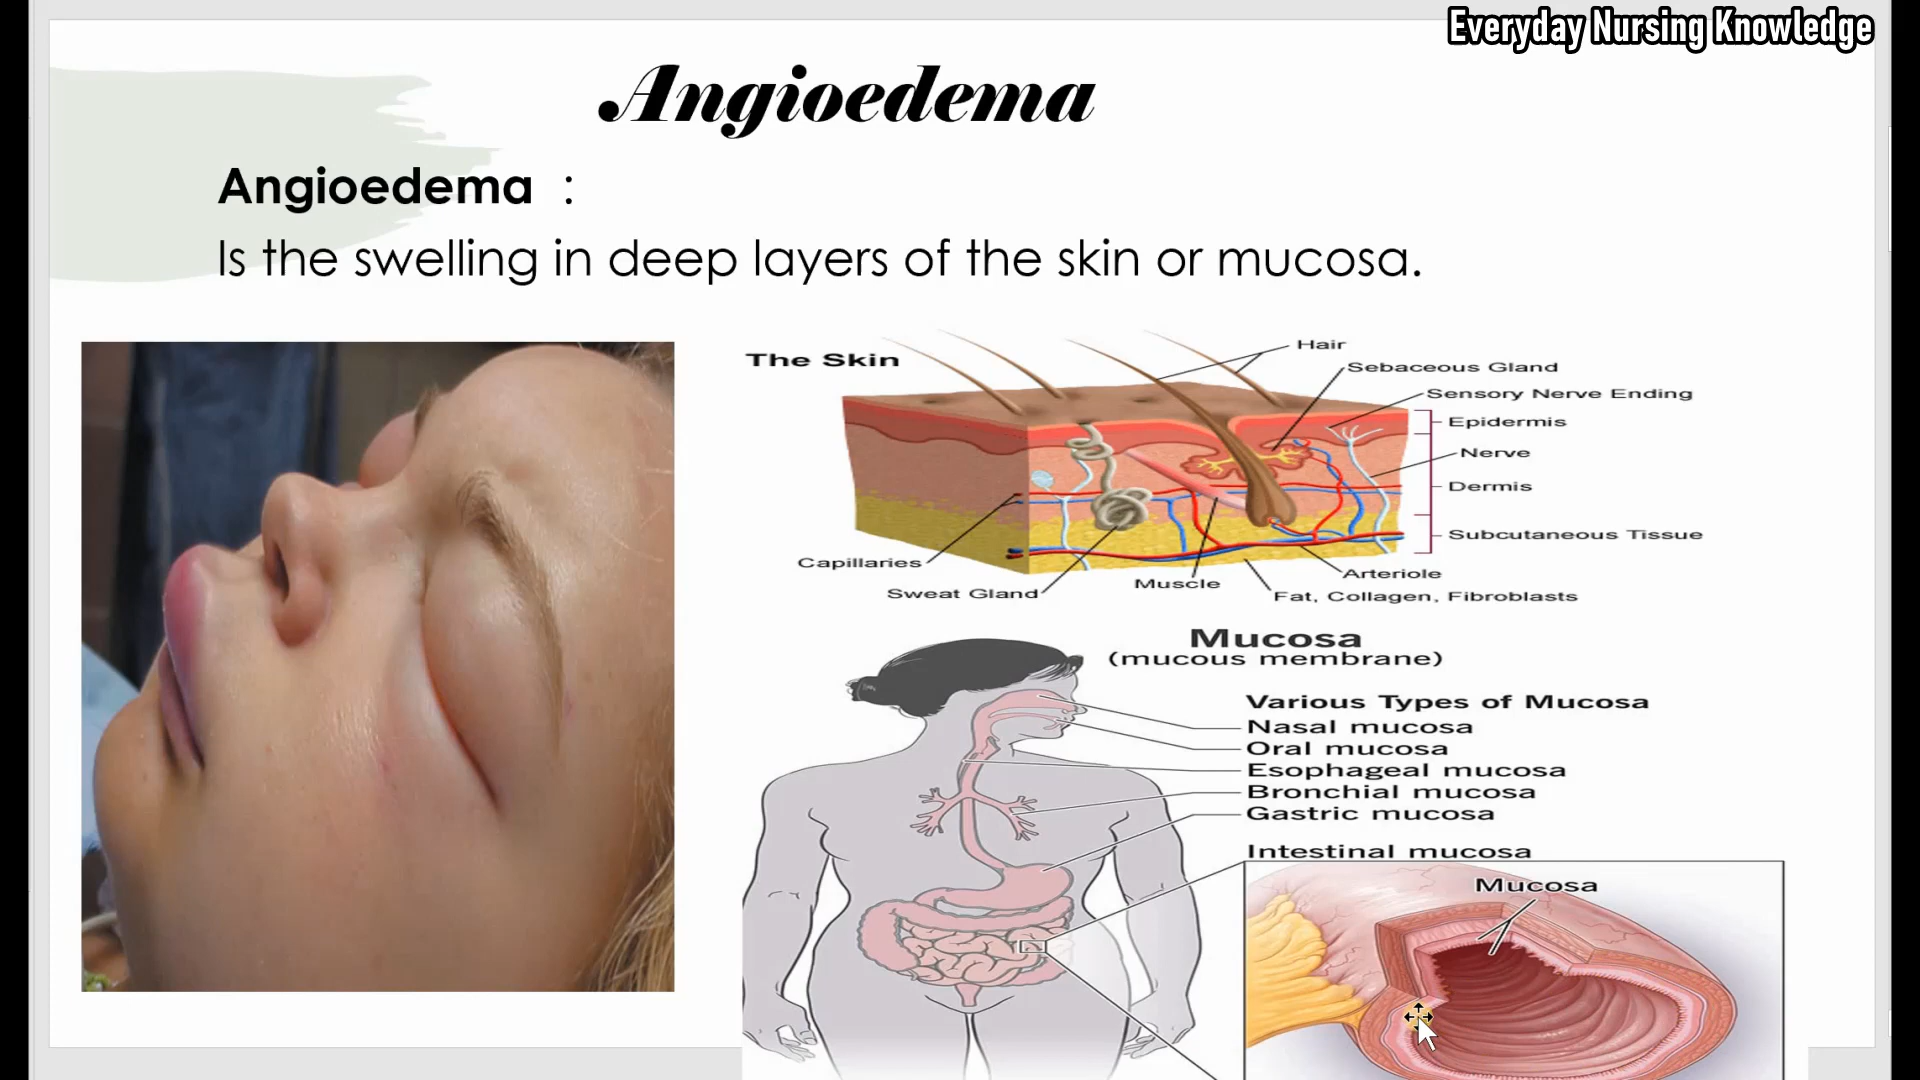 Everyday Nursing Knowledge
Angioedema
Angioedema :
Is the swelling in deep layers of the skin or mucosa.
The Skin
Hair
Sebaceous Gland
Sensory Nerve Ending
Epidermis
Nerve
Dermis
Subcutaneous Tissue
Capillaries
Sweat Gland
Muscle
Arteriole
Fat, Collagen, Fibroblasts
Mucosa
(mucous membrane)
Various Types of Mucosa
Nasal mucosa
Oral mucosa
Esophageal mucosa
Bronchial mucosa
Gastric mucosa
Intestinal mucosa
Mucosa